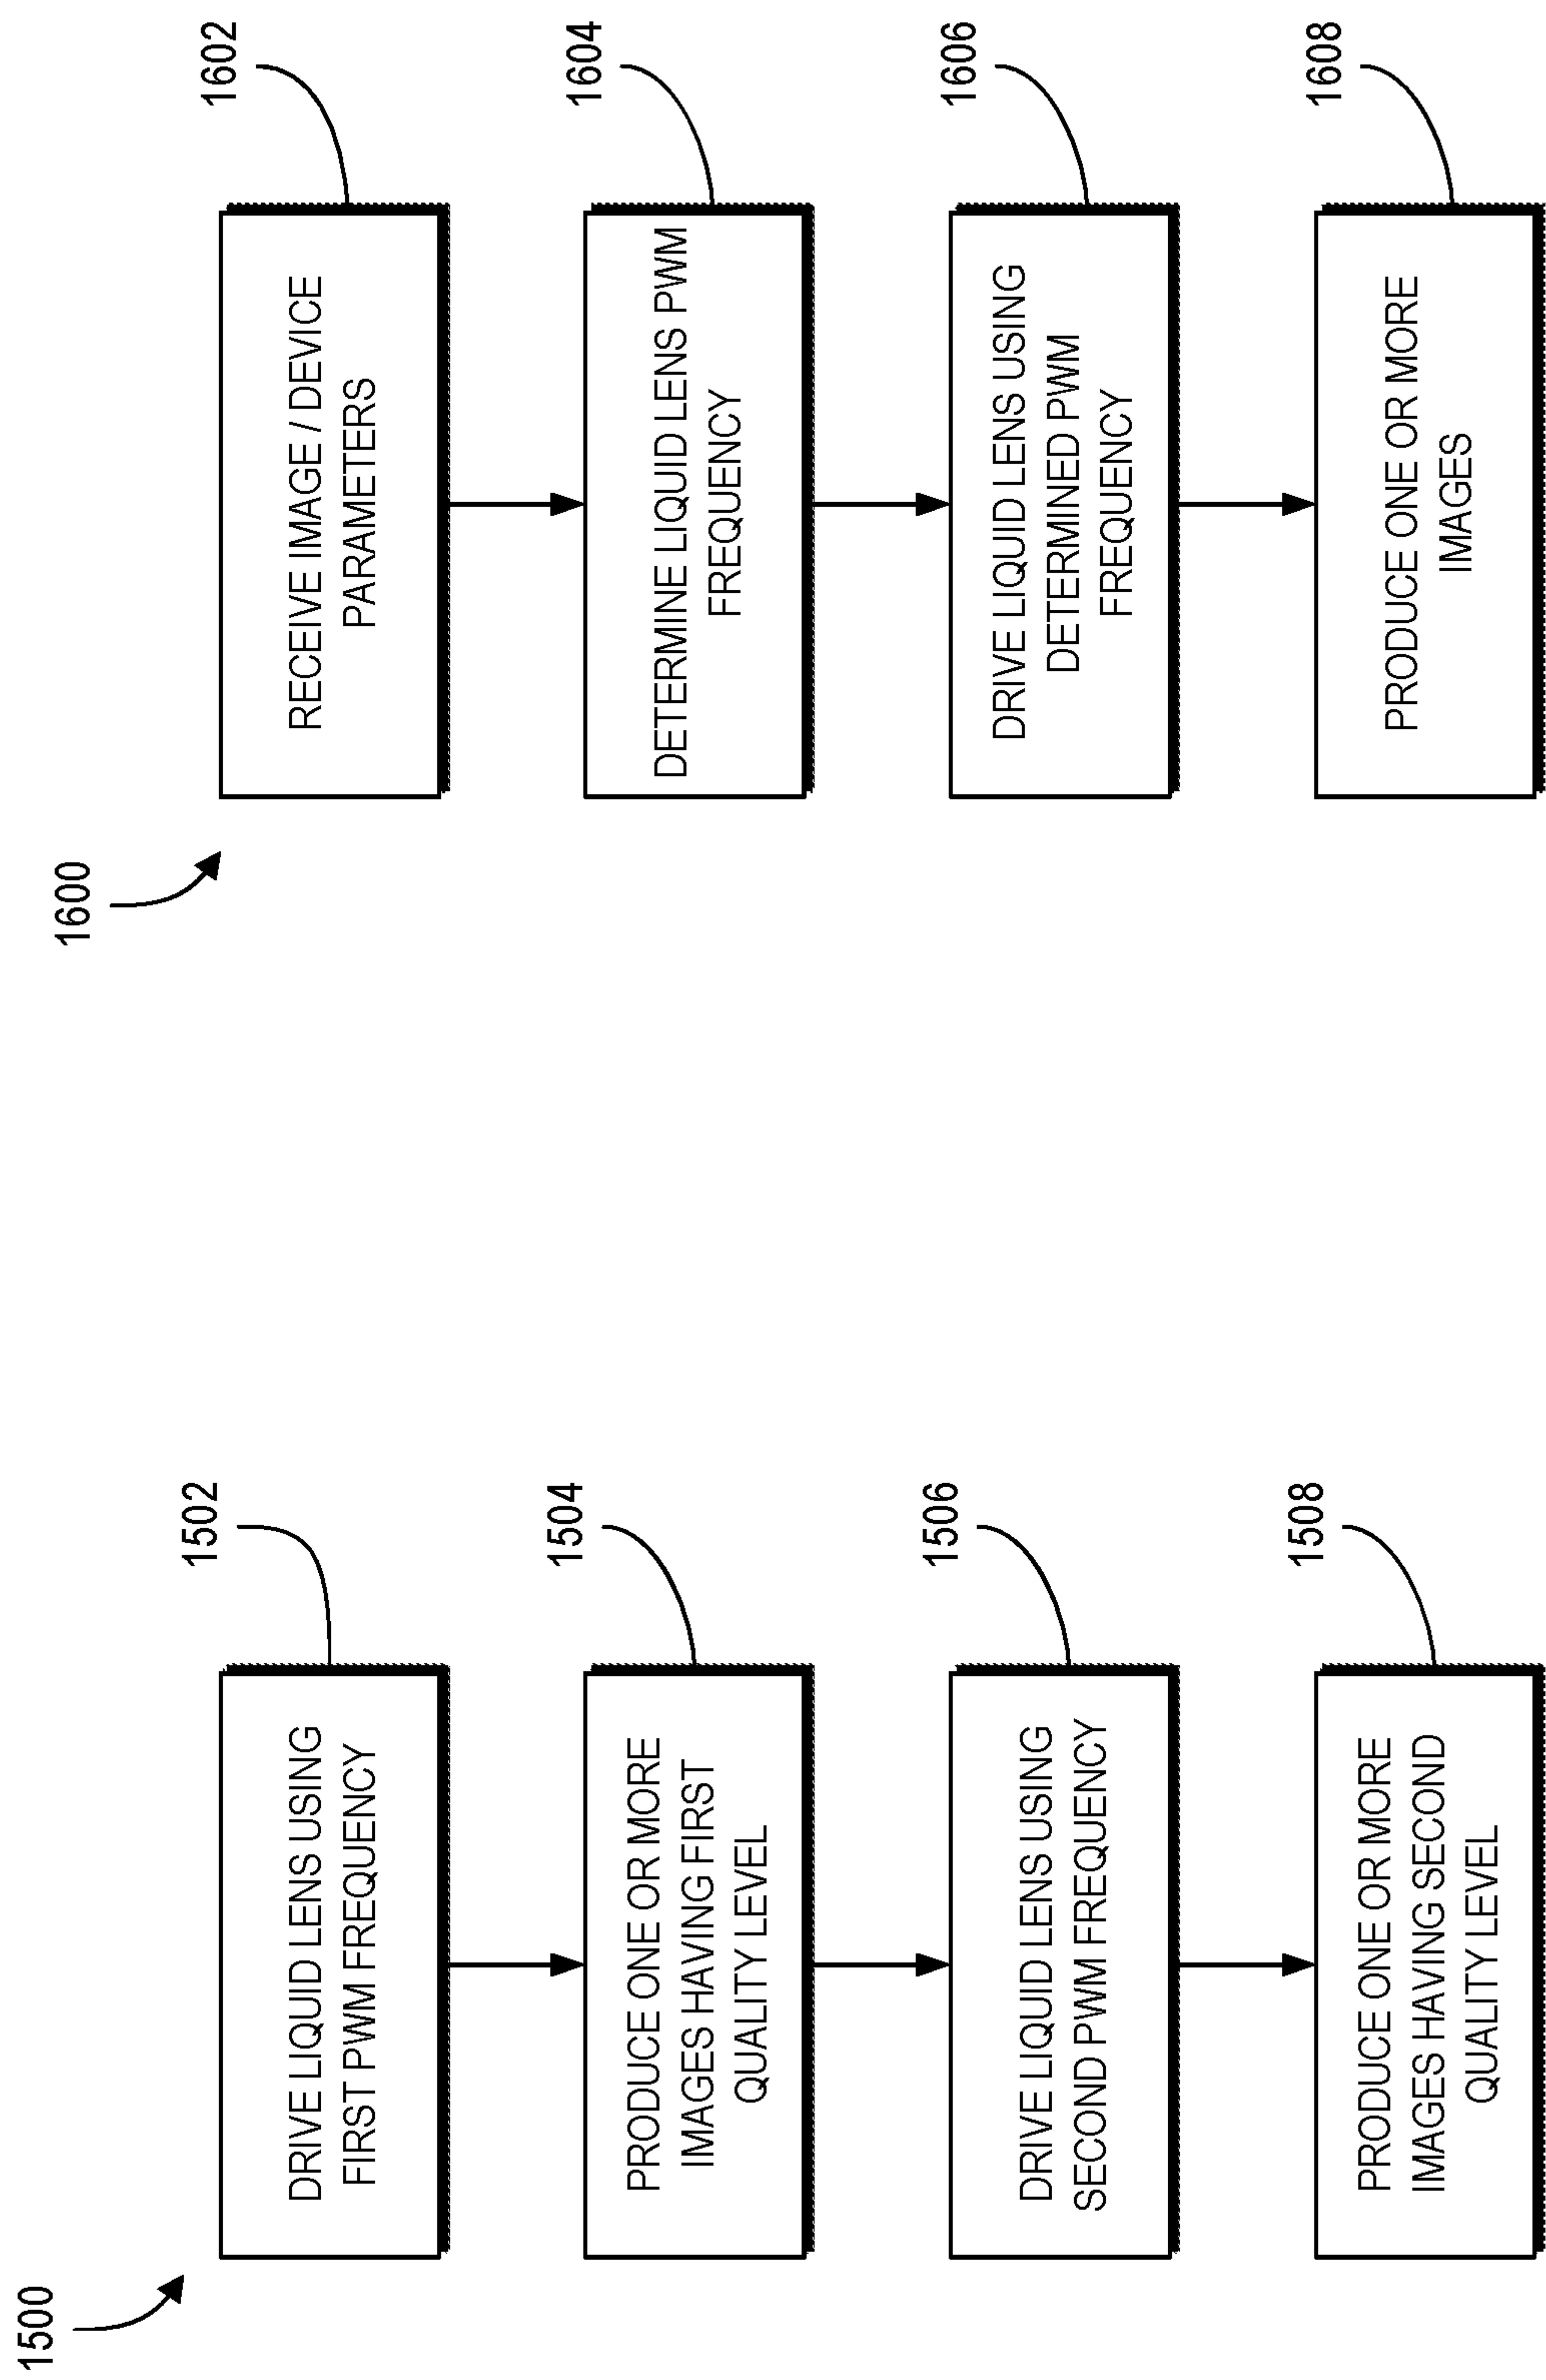 1500
DRIVE LIQUID LENS USING
FIRST PWM FREQUENCY
1502
PRODUCE ONE OR MORE
IMAGES HAVING FIRST
QUALITY LEVEL
1504
DRIVE LIQUID LENS USING
SECOND PWM FREQUENCY
1506
PRODUCE ONE OR MORE
IMAGES HAVING SECOND
QUALITY LEVEL
1508
1600
RECEIVE IMAGE / DEVICE
PARAMETERS
1602
DETERMINE LIQUID LENS PWM
FREQUENCY
1604
DRIVE LIQUID LENS USING
DETERMINED PWM
FREQUENCY
1606
PRODUCE ONE OR MORE
IMAGES
1608